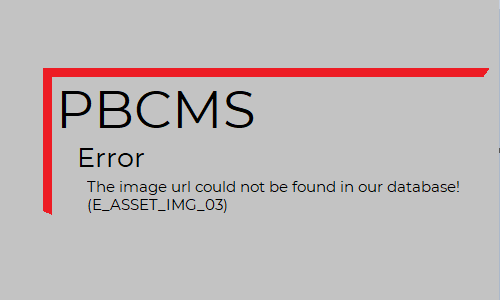 PBCMS
Error
The image url could not be found in our database!
(E_ASSET_IMG_03)